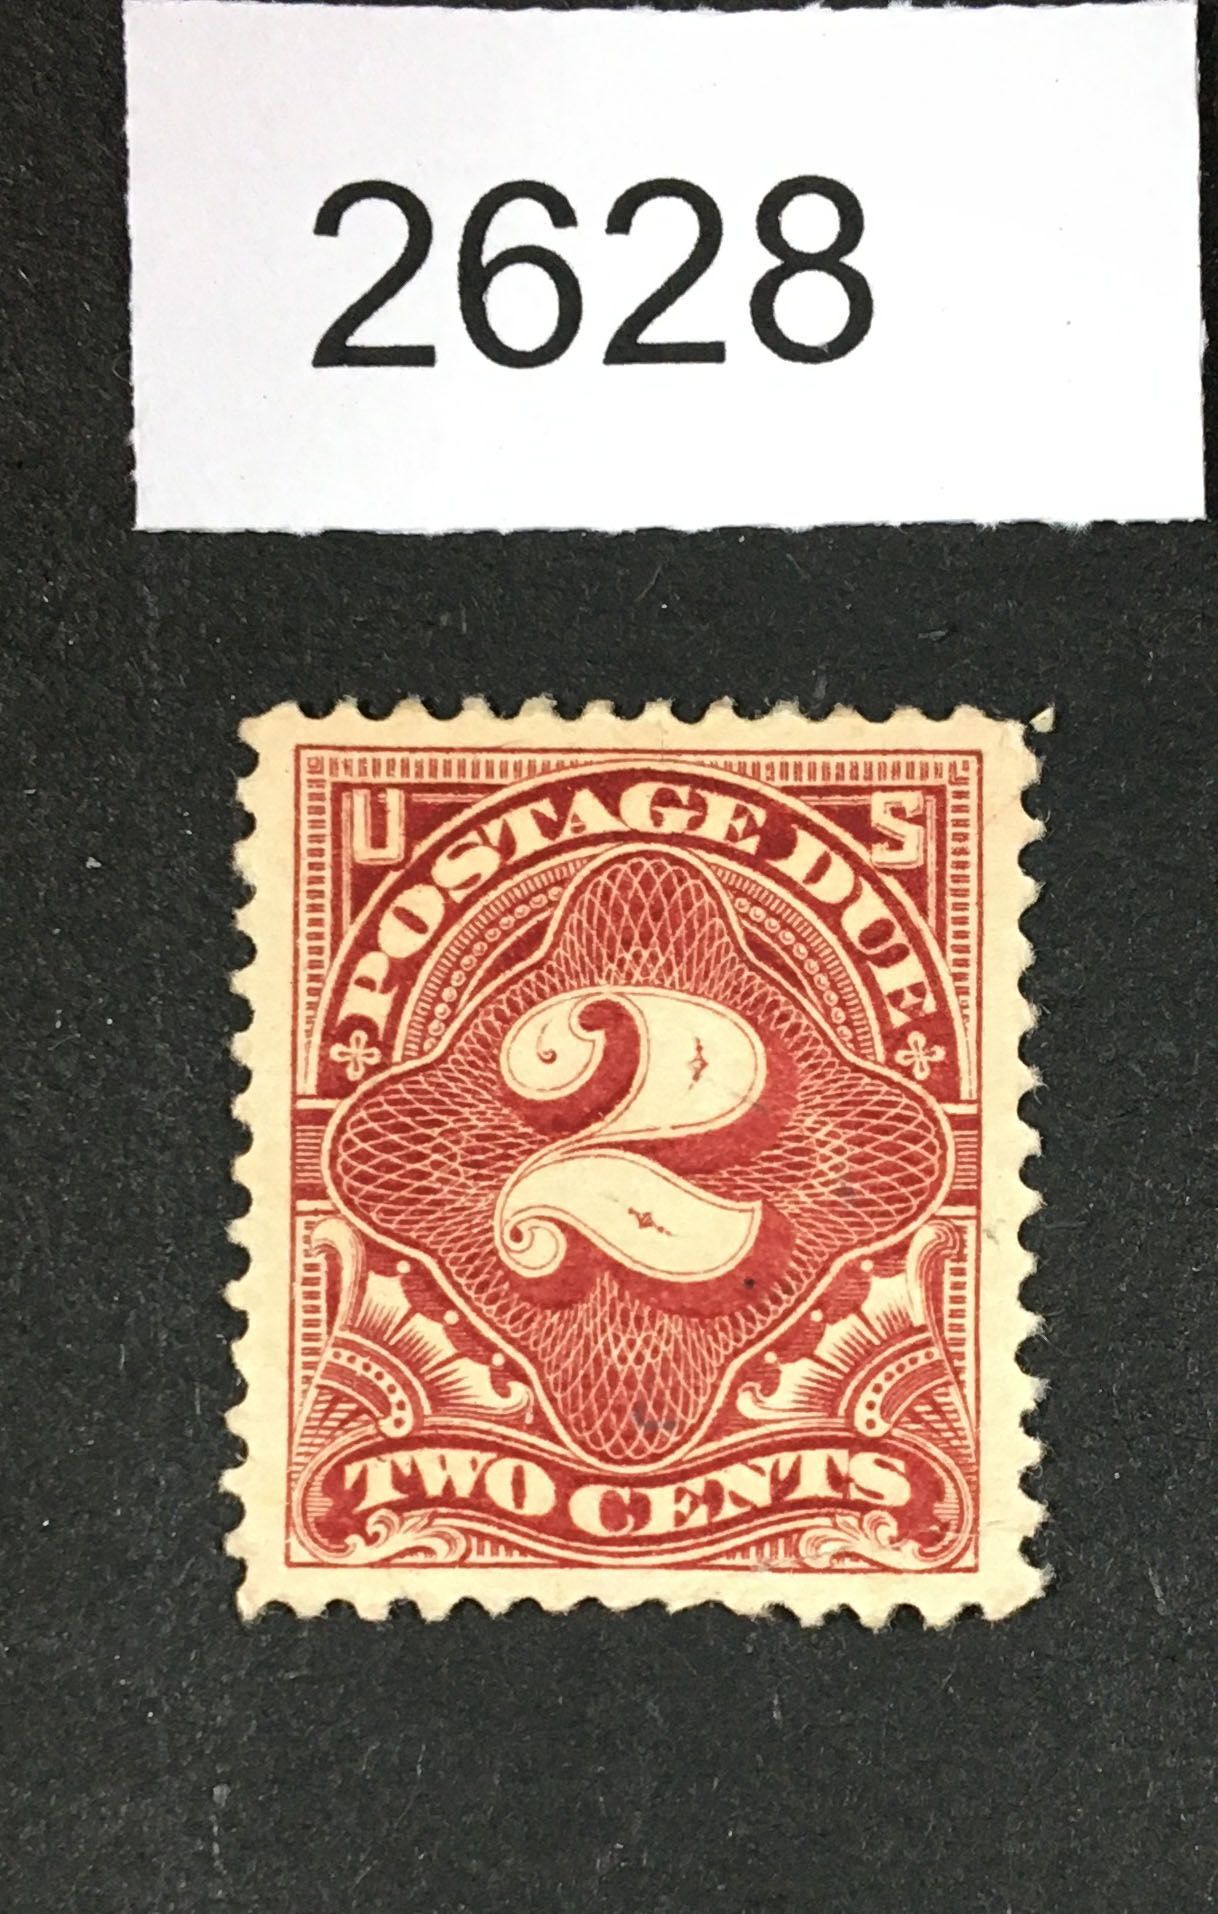 2628
U S
POSTAGE DUE
2
TWO CENTS